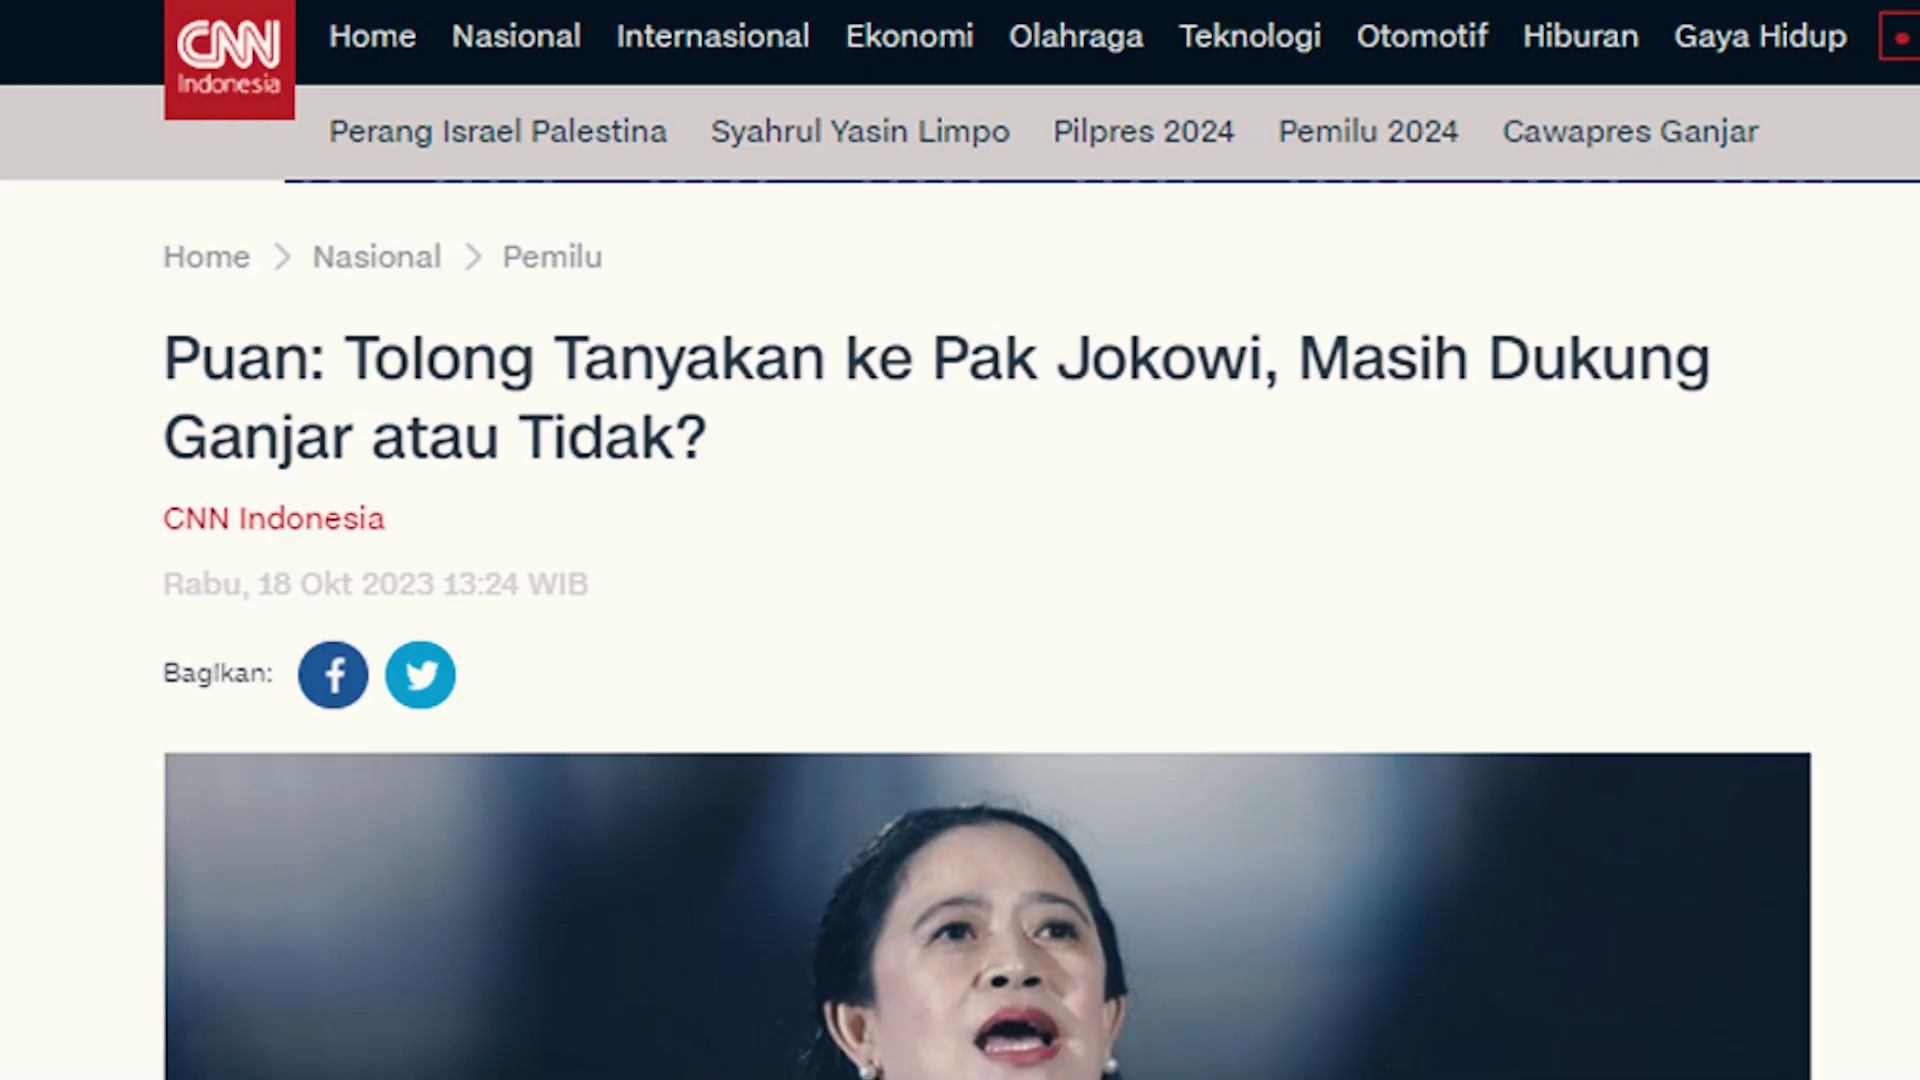 CNN
Indonesia
Home Nasional Internasional Ekonomi Olahraga Teknologi Otomotif Hiburan Gaya Hidup
Perang Israel Palestina Syahrul Yasin Limpo Pilpres 2024 Pemilu 2024 Cawapres Ganjar
Home > Nasional > Pemilu
Puan: Tolong Tanyakan ke Pak Jokowi, Masih Dukung
Ganjar atau Tidak?
CNN Indonesia
Rabu, 18 Okt 2023 13:24 WIB
Bagikan: